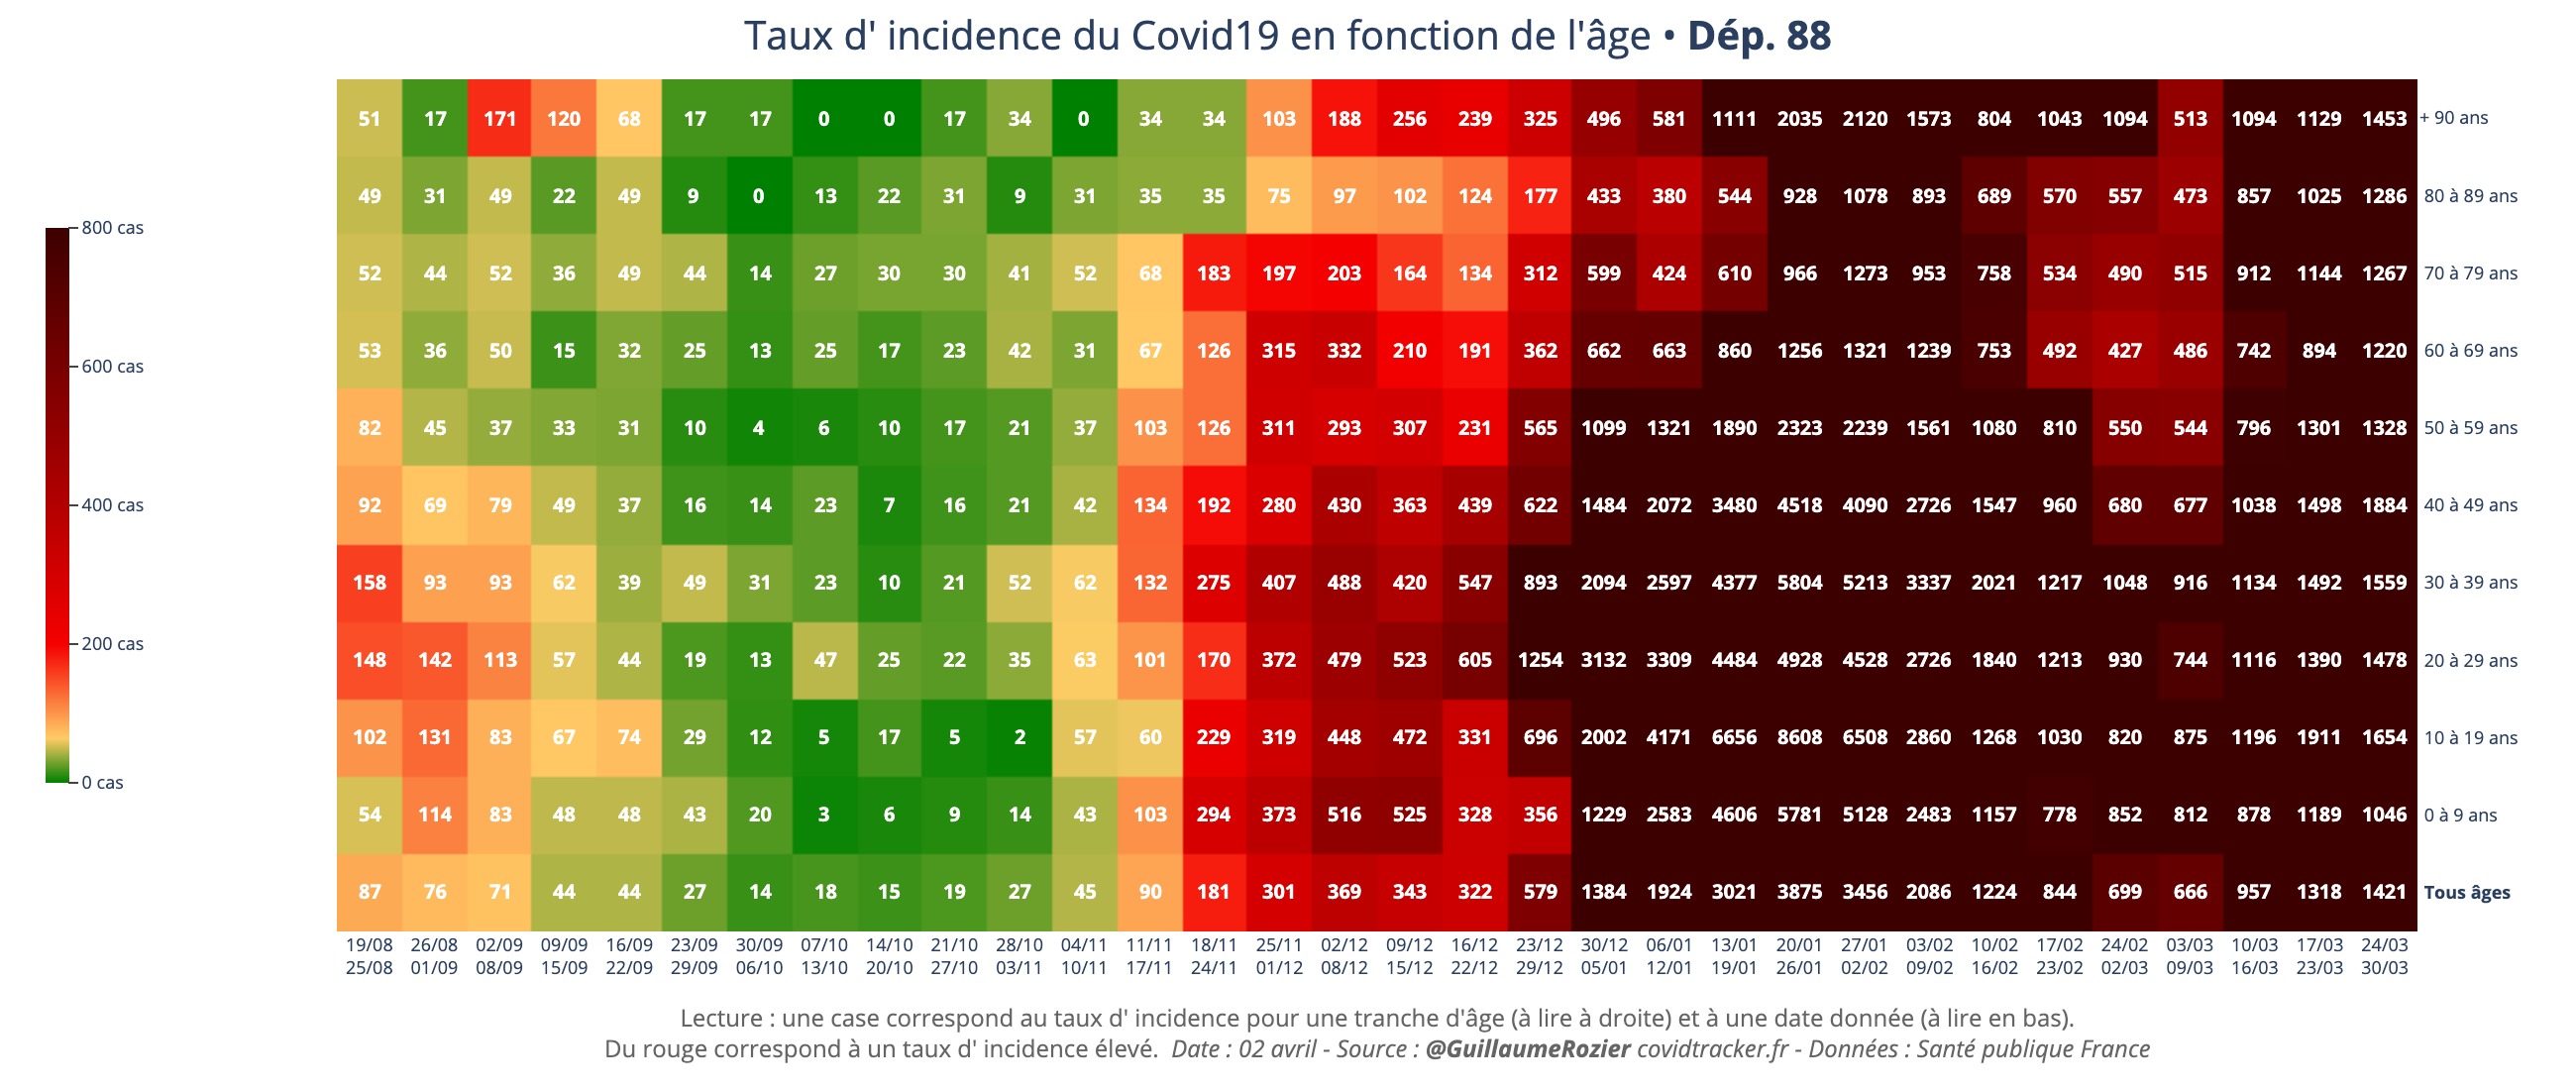 Taux d' incidence du Covid19 en fonction de l'âge • Dép. 88
51 17 171 120 68 17 17 0 0 17 34 0 34 34 103 188 256 239 325 496 581 1111 2035 2120 1573 804 1043 1094 513 1094 1129 1453 + 90 ans
49 31 49 22 49 9 0 13 22 31 9 31 35 35 75 97 102 124 177 433 380 544 928 1078 893 689 570 557 473 857 1025 1286 80 à 89 ans
800 cas
52 44 52 36 49 44 14 27 30 30 41 52 68 183 197 203 164 134 312 599 424 610 966 1273 953 758 534 490 515 912 1144 1267 70 à 79 ans
53 36 50 15 32 25 13 25 17 23 42 31 67 126 315 332 210 191 362 662 663 860 1256 1321 1239 753 492 427 486 742 894 1220 60 à 69 ans
600 cas
82 45 37 33 31 10 4 6 10 17 21 37 103 126 311 293 307 231 565 1099 1321 1890 2323 2239 1561 1080 810 550 544 796 1301 1328 50 à 59 ans
400 cas
92 69 79 49 37 16 14 23 7 16 21 42 134 192 280 430 363 439 622 1484 2072 3480 4518 4090 2726 1547 960 680 677 1038 1498 1884 40 à 49 ans
158 93 93 62 39 49 31 23 10 21 52 62 132 275 407 488 420 547 893 2094 2597 4377 5804 5213 3337 2021 1217 1048 916 1134 1492 1559 30 à 39 ans
200 cas
148 142 113 57 44 19 13 47 25 22 35 63 101 170 372 479 523 605 1254 3132 3309 4484 4928 4528 2726 1840 1213 930 744 1116 1390 1478 20 à 29 ans
102 131 83 67 74 29 12 5 17 5 2 57 60 229 319 448 472 331 696 2002 4171 6656 8608 6508 2860 1268 1030 820 875 1196 1911 1654 10 à 19 ans
0 cas
54 114 83 48 48 43 20 3 6 9 14 43 103 294 373 516 525 328 356 1229 2583 4606 5781 5128 2483 1157 778 852 812 878 1189 1046 0 à 9 ans
87 76 71 44 44 27 14 18 15 19 27 45 90 181 301 369 343 322 579 1384 1924 3021 3875 3456 2086 1224 844 699 666 957 1318 1421 Tous âges
19/08 26/08 02/09 09/09 16/09 23/09 30/09 07/10 14/10 21/10 28/10 04/11 11/11 18/11 25/11 02/12 09/12 16/12 23/12 30/12 06/01 13/01 20/01 27/01 03/02 10/02 17/02 24/02 03/03 10/03 17/03 24/03
25/08 01/09 08/09 15/09 22/09 29/09 06/10 13/10 20/10 27/10 03/11 10/11 17/11 24/11 01/12 08/12 15/12 22/12 29/12 05/01 12/01 19/01 26/01 02/02 09/02 16/02 23/02 02/03 09/03 16/03 23/03 30/03
Lecture : une case correspond au taux d' incidence pour une tranche d'âge (à lire à droite) et à une date donnée (à lire en bas).
Du rouge correspond à un taux d' incidence élevé. Date : 02 avril - Source : @GuillaumeRozier covidtracker.fr - Données : Santé publique France